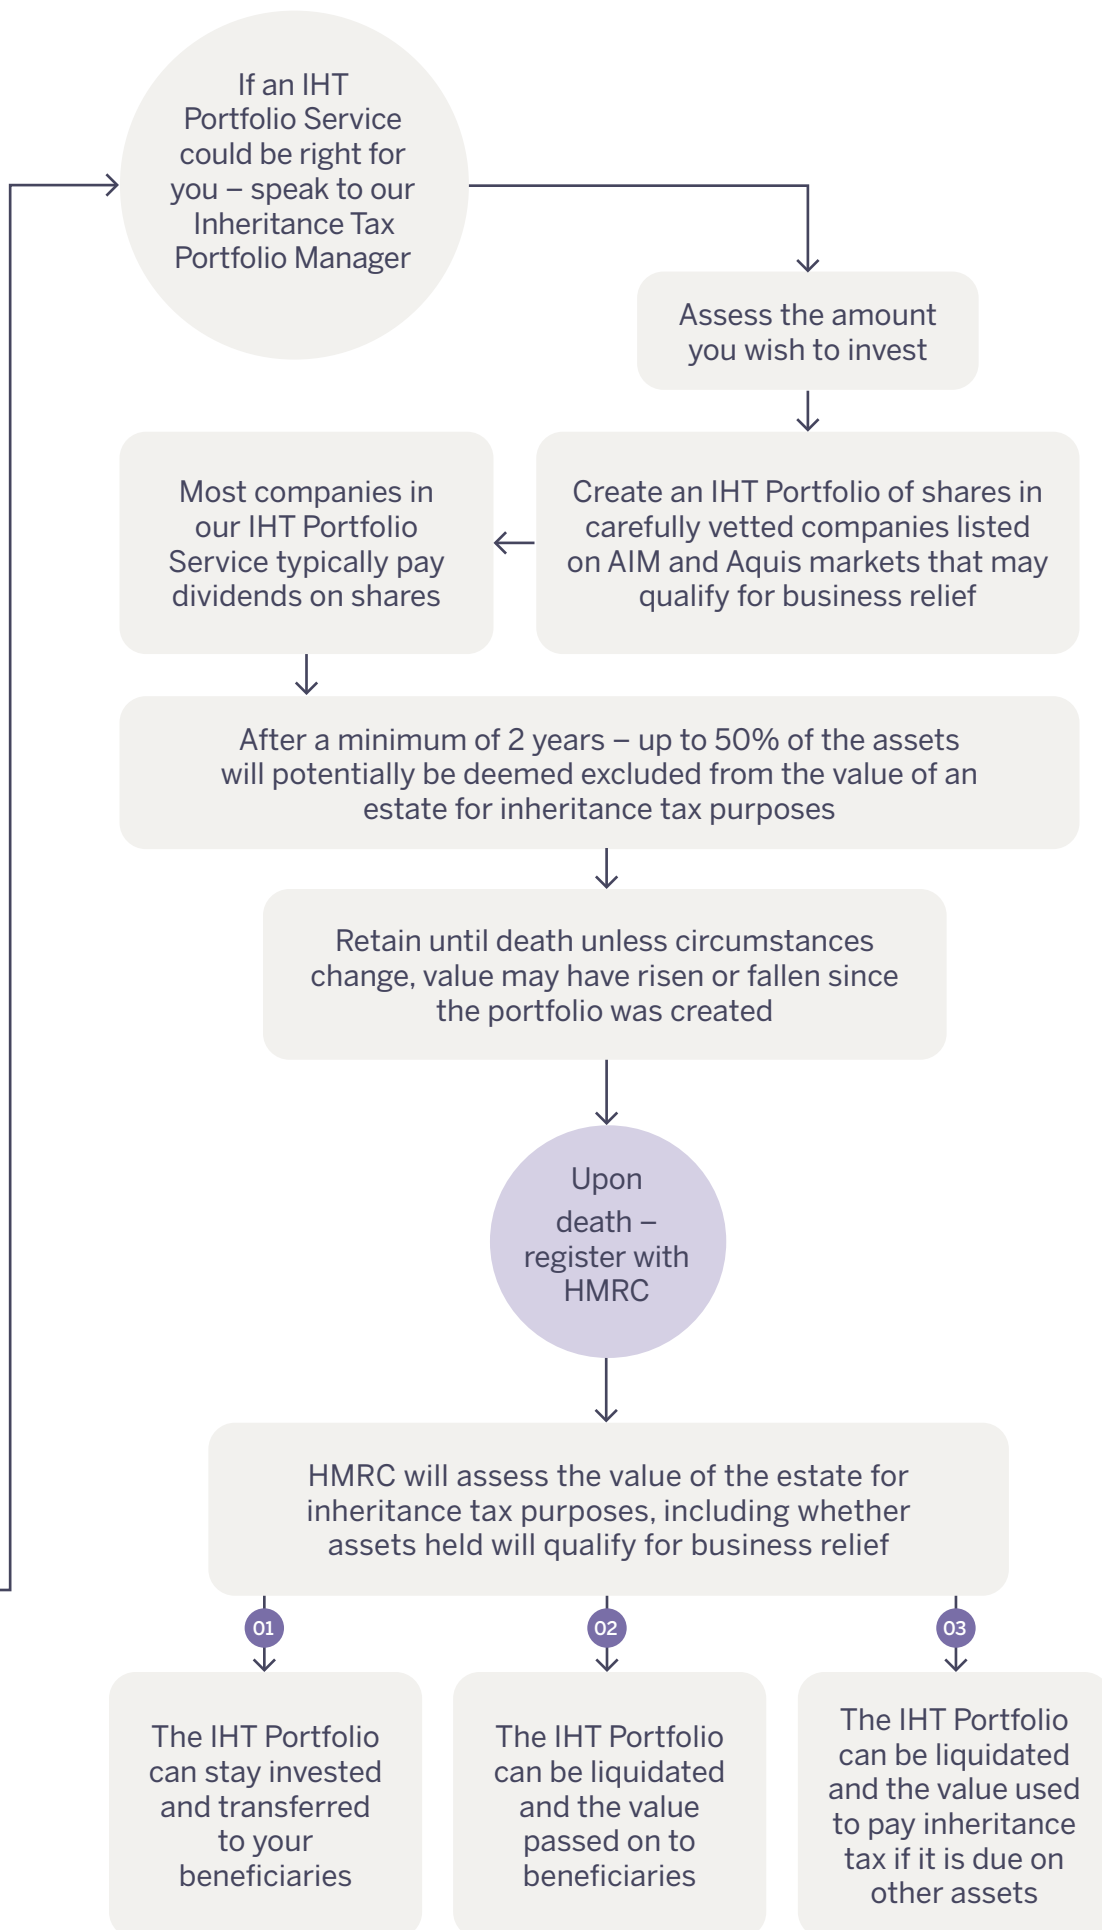 If an IHT
Portfolio Service
could be right for
you – speak to our
Inheritance Tax
Portfolio Manager
Assess the amount
you wish to invest
Create an IHT Portfolio of shares in
carefully vetted companies listed
on AIM and Aquis markets that may
qualify for business relief
Most companies in
our IHT Portfolio
Service typically pay
dividends on shares
After a minimum of 2 years – up to 50% of the assets
will potentially be deemed excluded from the value of an
estate for inheritance tax purposes
Retain until death unless circumstances
change, value may have risen or fallen since
the portfolio was created
Upon
death –
register with
HMRC
HMRC will assess the value of the estate for
inheritance tax purposes, including whether
assets held will qualify for business relief
01
The IHT Portfolio
can stay invested
and transferred
to your
beneficiaries
02
The IHT Portfolio
can be liquidated
and the value
passed on to
beneficiaries
03
The IHT Portfolio
can be liquidated
and the value used
to pay inheritance
tax if it is due on
other assets